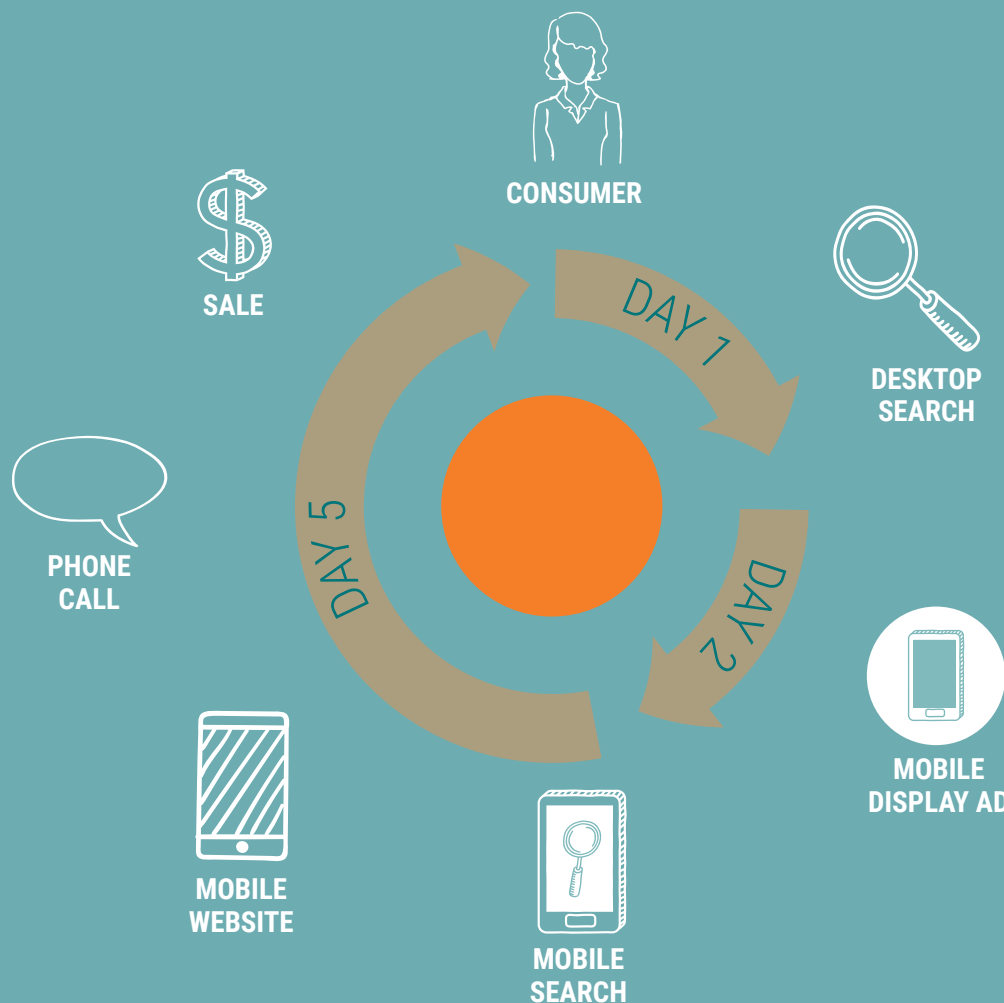 CONSUMER
SALE
DAY 1
DESKTOP
SEARCH
DAY 5
DAY 2
PHONE
CALL
MOBILE
DISPLAY AD
MOBILE
WEBSITE
MOBILE
SEARCH